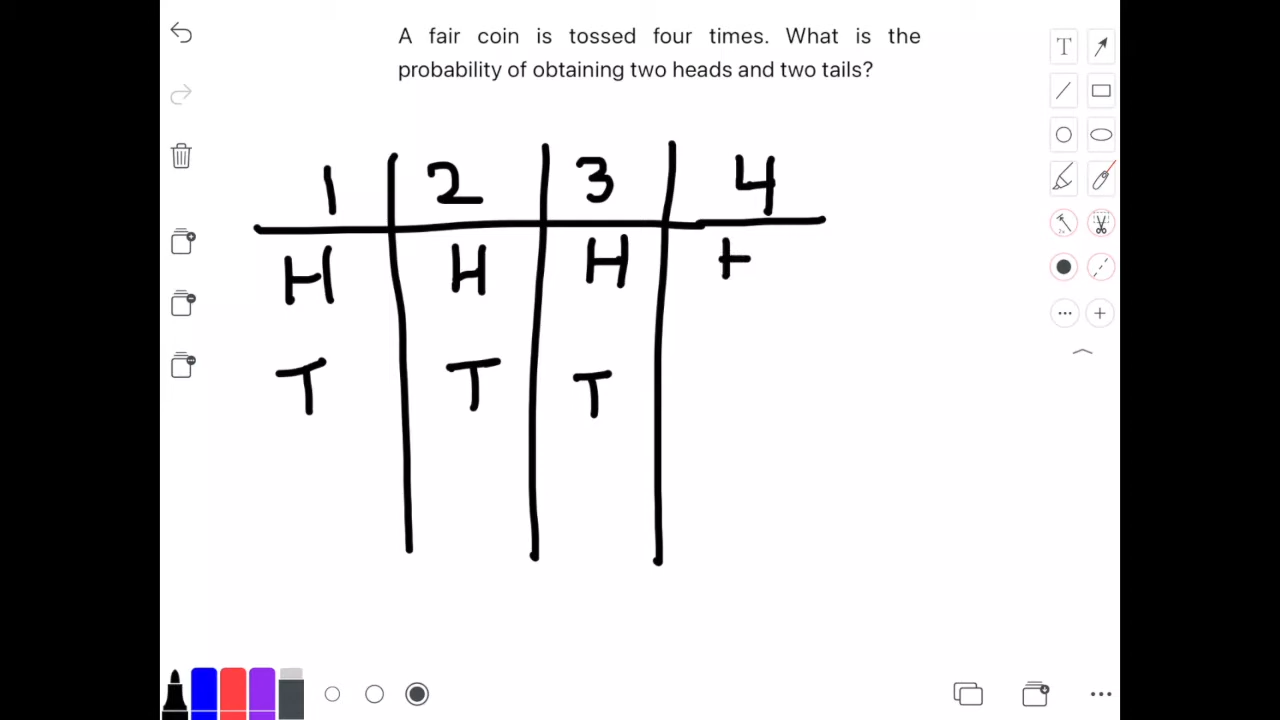 A fair coin is tossed four times. What is the
probability of obtaining two heads and two tails?
1 2 3 4
H H H
T T T